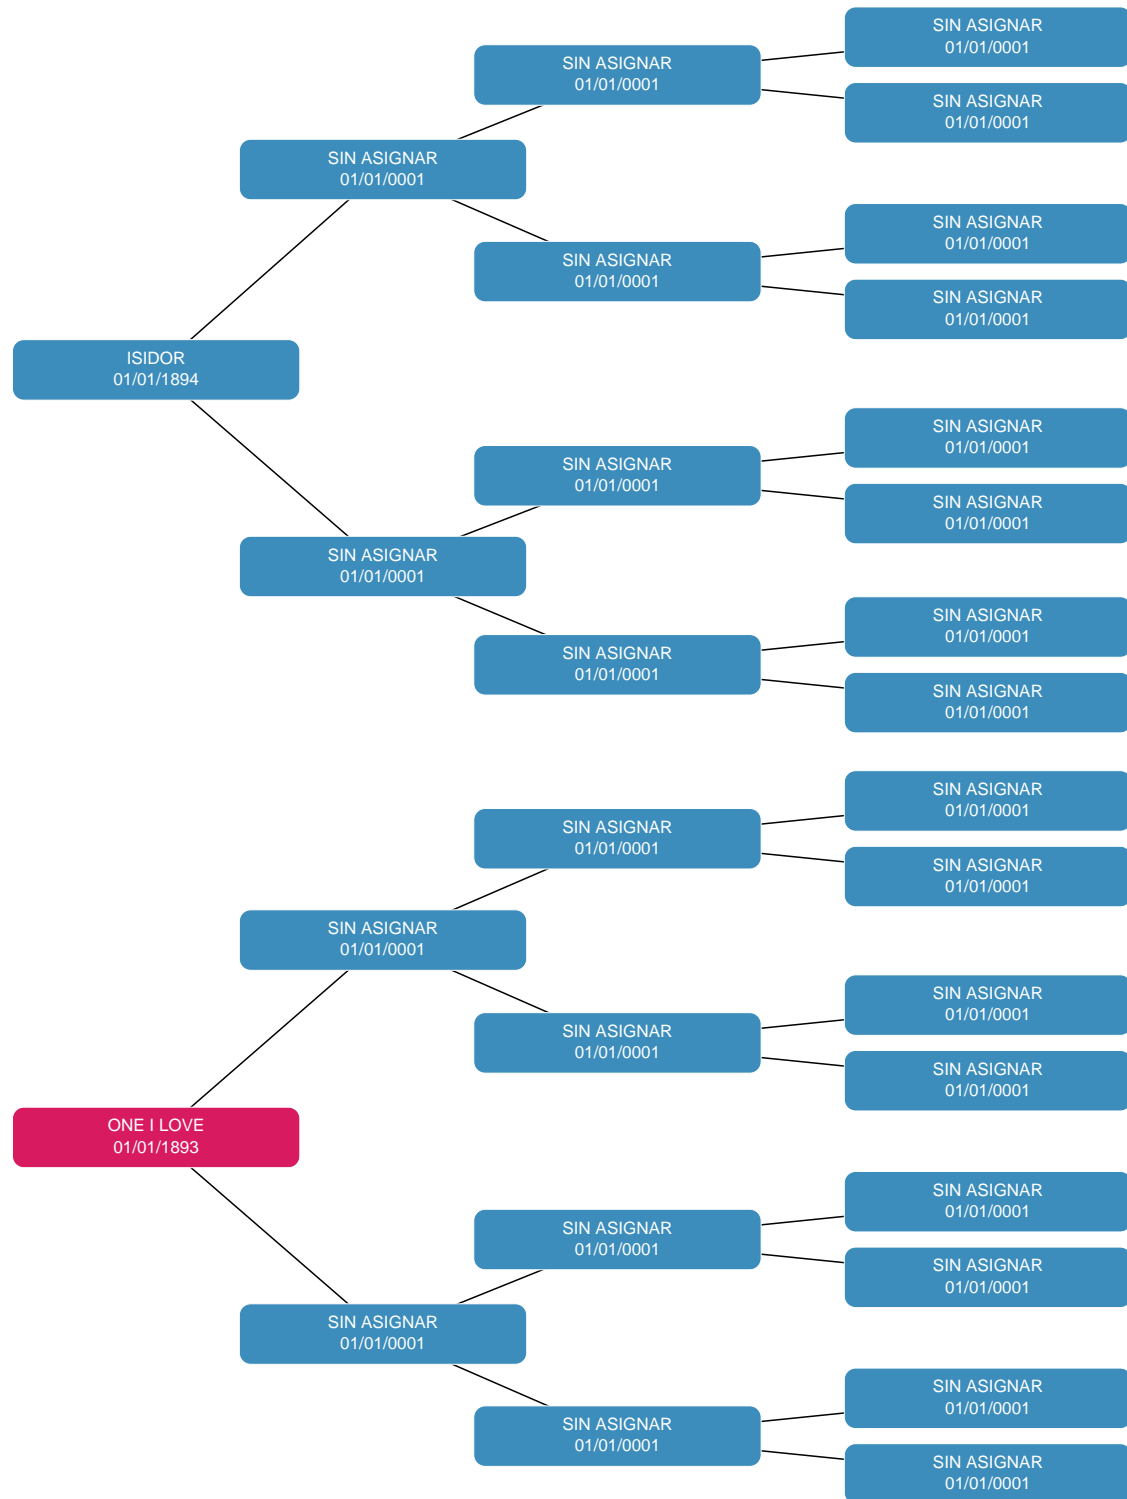 SIN ASIGNAR
01/01/0001
SIN ASIGNAR
01/01/0001
SIN ASIGNAR
01/01/0001
SIN ASIGNAR
01/01/0001
SIN ASIGNAR
01/01/0001
SIN ASIGNAR
01/01/0001
SIN ASIGNAR
01/01/0001
ISIDOR
01/01/1894
SIN ASIGNAR
01/01/0001
SIN ASIGNAR
01/01/0001
SIN ASIGNAR
01/01/0001
SIN ASIGNAR
01/01/0001
SIN ASIGNAR
01/01/0001
SIN ASIGNAR
01/01/0001
SIN ASIGNAR
01/01/0001
SIN ASIGNAR
01/01/0001
SIN ASIGNAR
01/01/0001
SIN ASIGNAR
01/01/0001
SIN ASIGNAR
01/01/0001
SIN ASIGNAR
01/01/0001
SIN ASIGNAR
01/01/0001
SIN ASIGNAR
01/01/0001
ONE I LOVE
01/01/1893
SIN ASIGNAR
01/01/0001
SIN ASIGNAR
01/01/0001
SIN ASIGNAR
01/01/0001
SIN ASIGNAR
01/01/0001
SIN ASIGNAR
01/01/0001
SIN ASIGNAR
01/01/0001
SIN ASIGNAR
01/01/0001